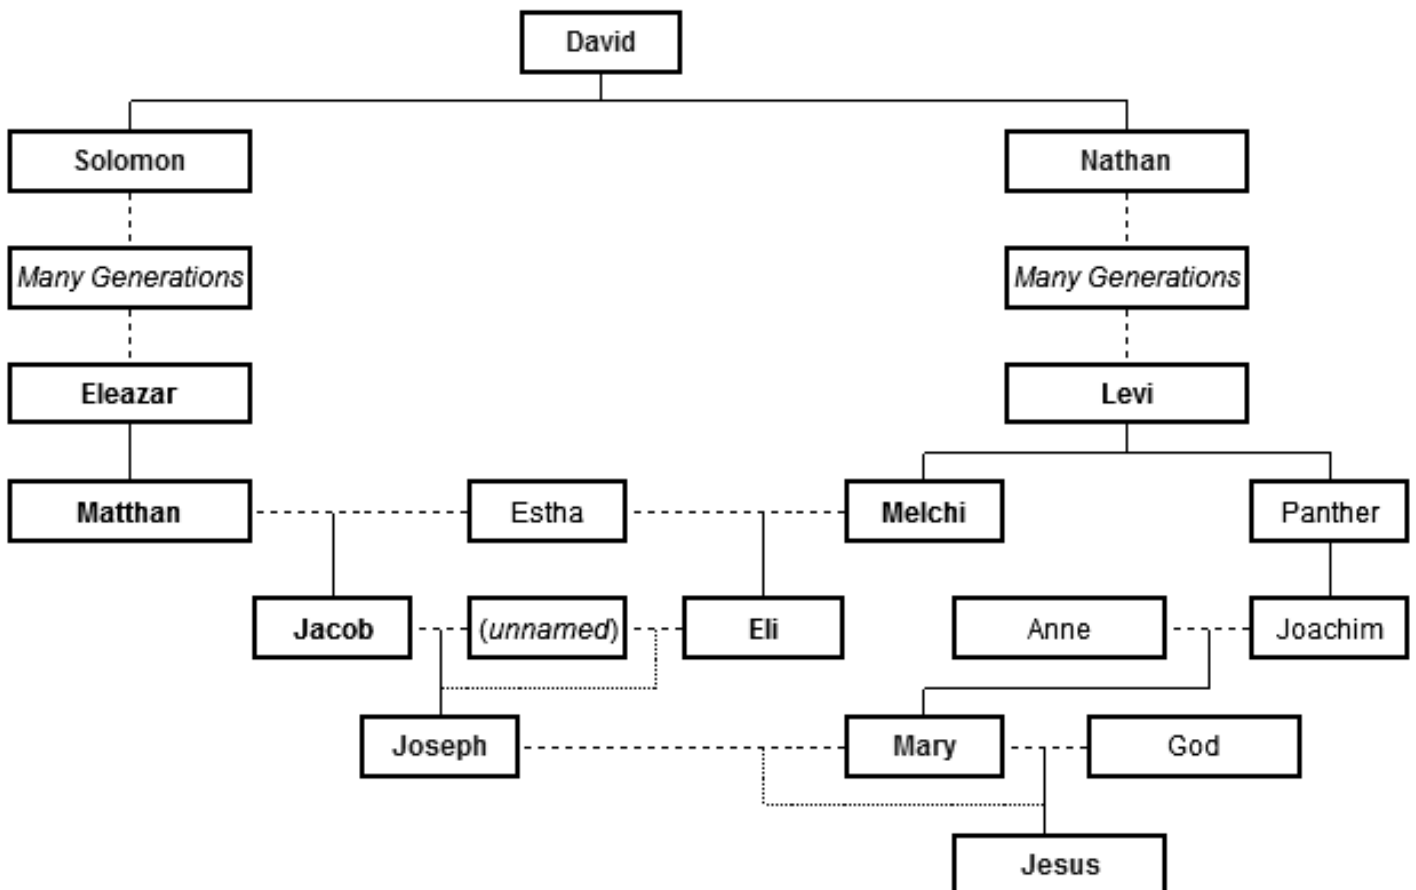 David
Solomon
Nathan
Many Generations
Many Generations
Eleazar
Levi
Matthan
Estha
Melchi
Panther
Jacob
(unnamed)
Eli
Anne
Joachim
Joseph
Mary
God
Jesus